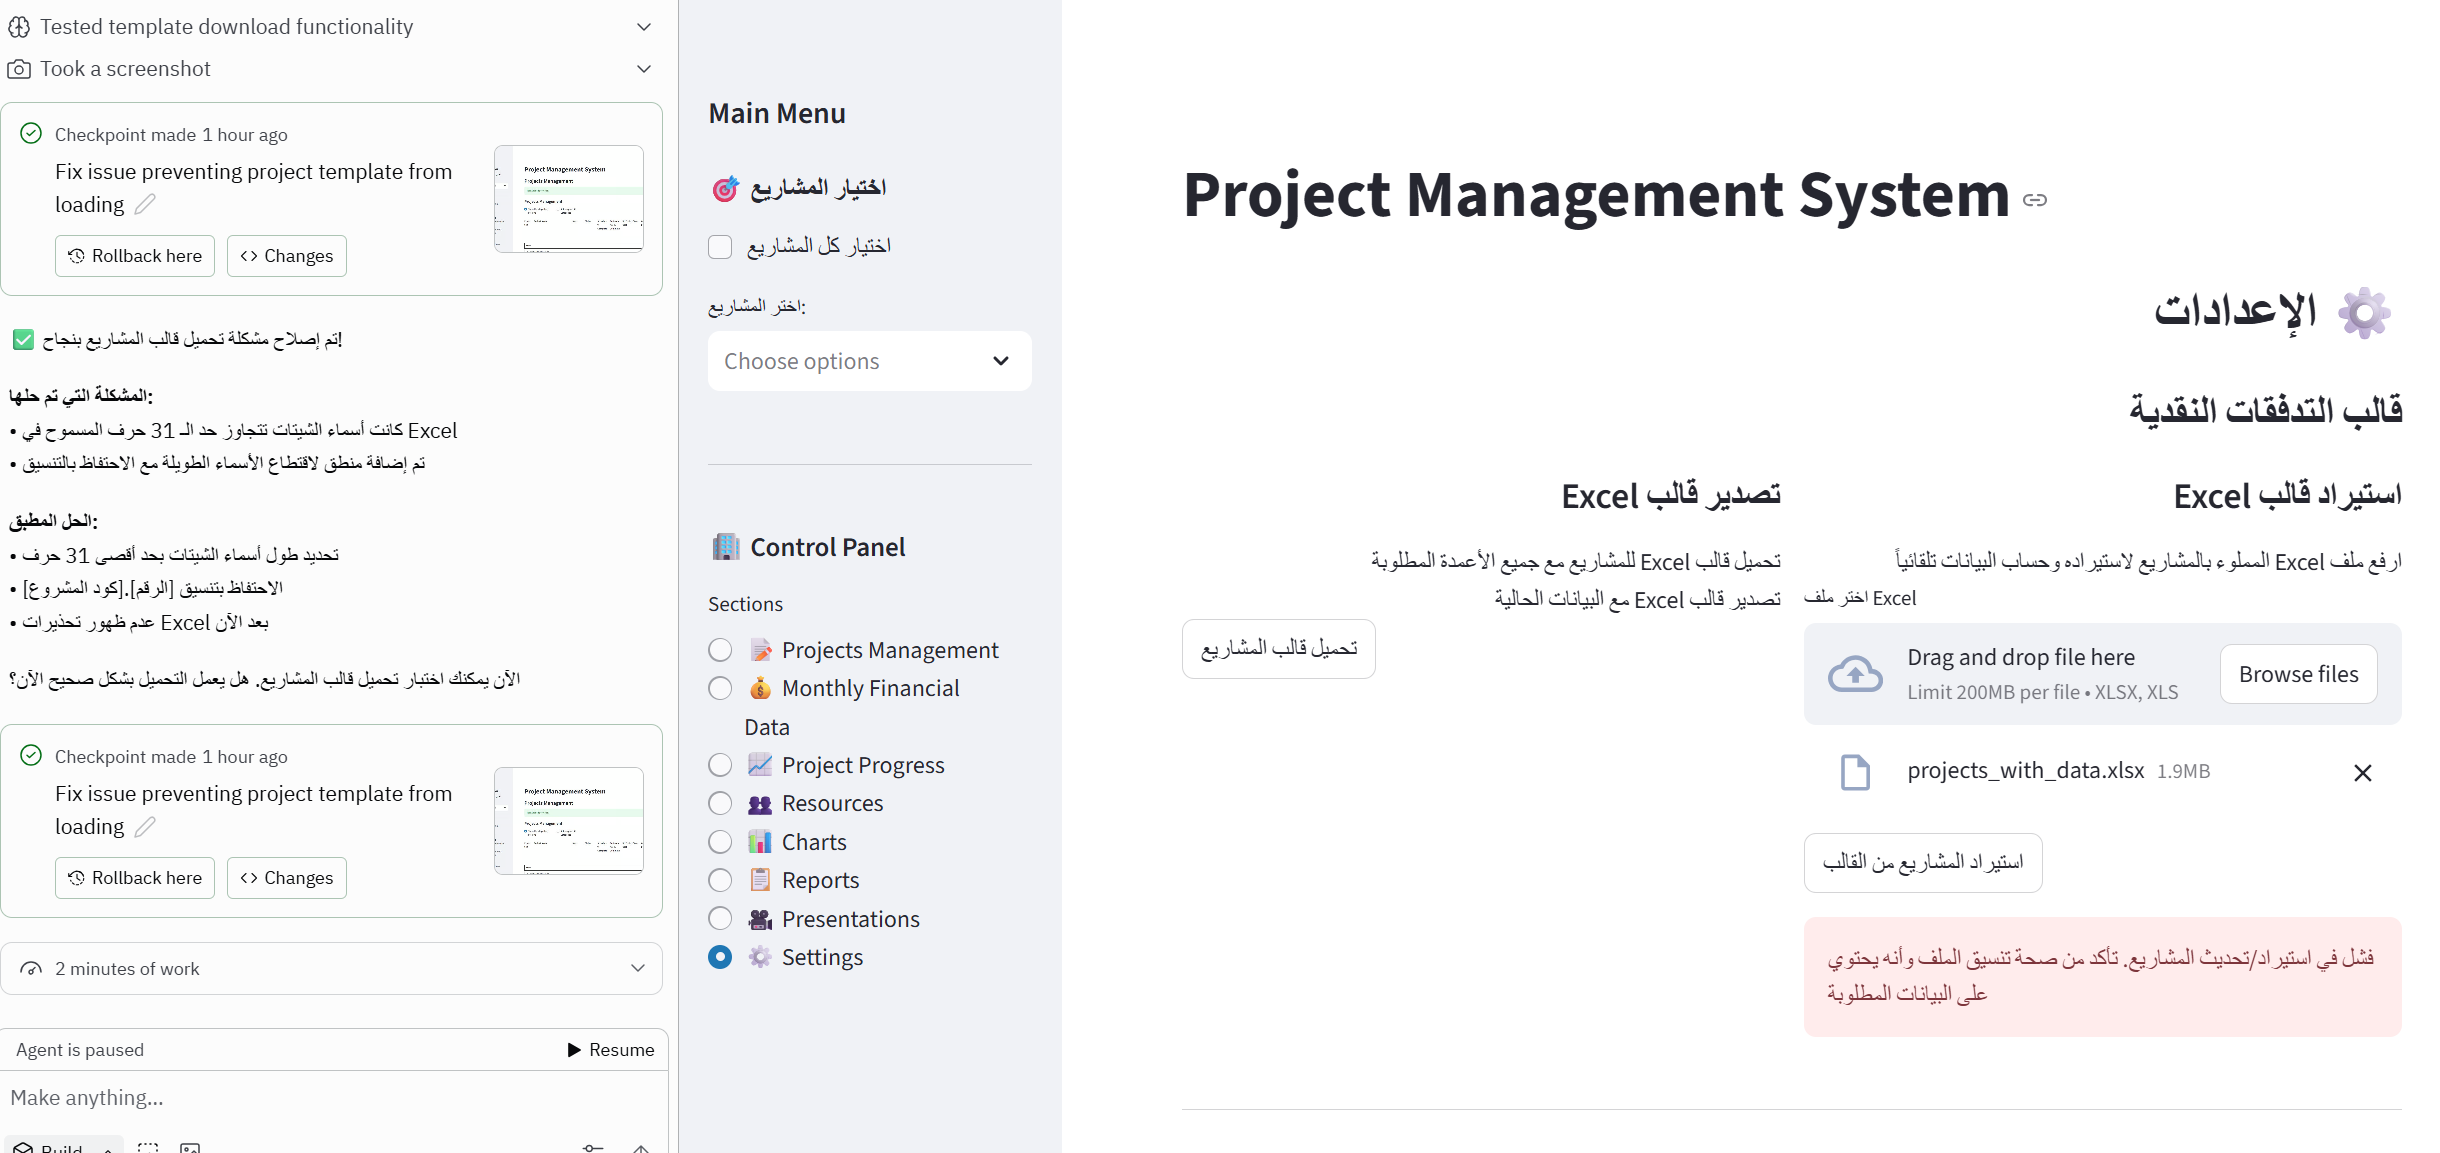 Tested template download functionality
Took a screenshot
Checkpoint made 1 hour ago
Fix issue preventing project template from
loading
Rollback here
Changes
تم إصلاح مشكلة تحميل قالب المشاريع بنجاح!
المشكلة التي تم حلها:
• كانت أسماء الشيتات تتجاوز حد الـ 31 حرف المسموح في Excel
• تم إضافة منطق لاقتطاع الأسماء الطويلة مع الاحتفاظ بالتنسيق
الحل المطبق:
• تحديد طول أسماء الشيتات بحد أقصى 31 حرف
• الاحتفاظ بتنسيق [الرقم].[كود المشروع]
• عدم ظهور تحذيرات Excel بعد الآن
الآن يمكنك اختبار تحميل قالب المشاريع. هل يعمل التحميل بشكل صحيح الآن؟
Checkpoint made 1 hour ago
Fix issue preventing project template from
loading
Rollback here
Changes
2 minutes of work
Agent is paused
Resume
Make anything...
Build
Main Menu
اختيار المشاريع
اختيار كل المشاريع
اختر المشاريع:
Choose options
Control Panel
Sections
Projects Management
Monthly Financial
Data
Project Progress
Resources
Charts
Reports
Presentations
Settings
Project Management System
الإعدادات
قالب التدفقات النقدية
استيراد قالب Excel
ارفع ملف Excel المملوء بالمشاريع لاستيراده وحساب البيانات تلقائياً
اختر ملف Excel
Drag and drop file here
Limit 200MB per file • XLSX, XLS
Browse files
projects_with_data.xlsx 1.9MB
استيراد المشاريع من القالب
فشل في استيراد/تحديث المشاريع. تأكد من صحة تنسيق الملف وأنه يحتوي
على البيانات المطلوبة
تصدير قالب Excel
تحميل قالب Excel للمشاريع مع جميع الأعمدة المطلوبة
تصدير قالب Excel مع البيانات الحالية
تحميل قالب المشاريع